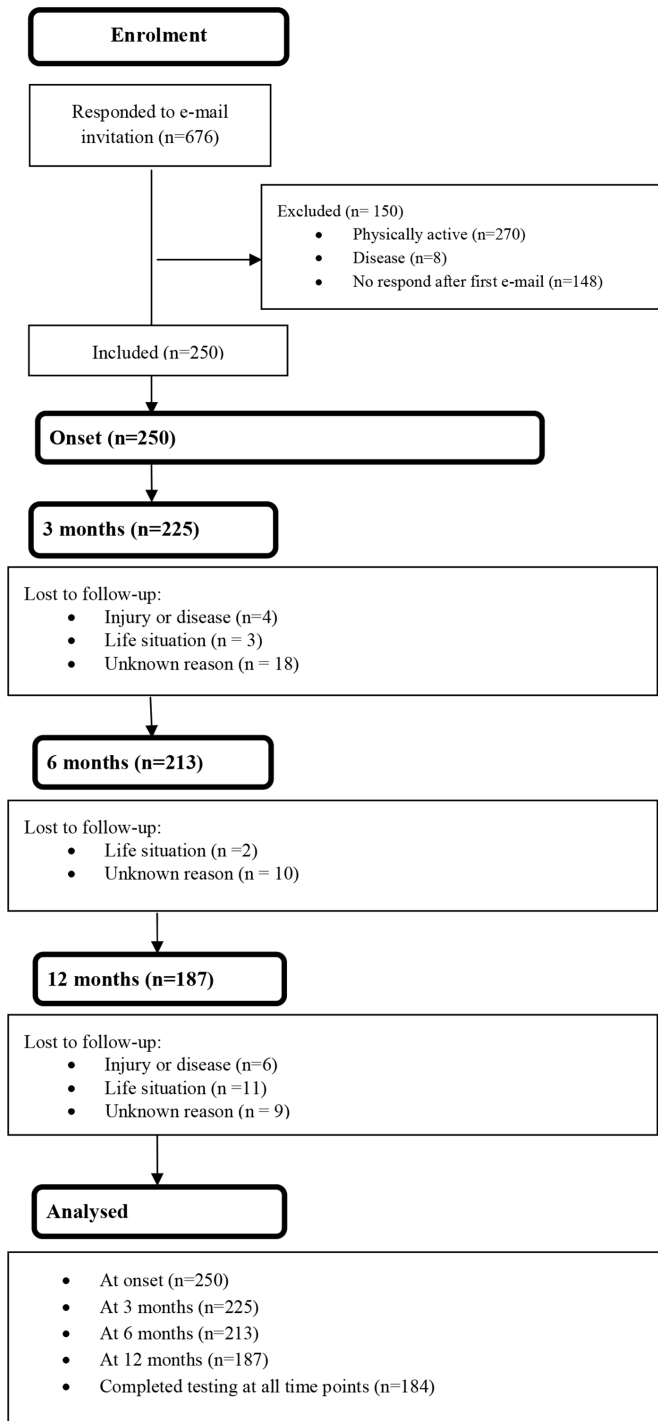 Enrolment
Responded to e-mail
invitation (n=676)
Excluded (n= 150)
• Physically active (n=270)
• Disease (n=8)
• No respond after first e-mail (n=148)
Included (n=250)
Onset (n=250)
3 months (n=225)
Lost to follow-up:
• Injury or disease (n=4)
• Life situation (n = 3)
• Unknown reason (n = 18)
6 months (n=213)
Lost to follow-up:
• Life situation (n =2)
• Unknown reason (n = 10)
12 months (n=187)
Lost to follow-up:
• Injury or disease (n=6)
• Life situation (n =11)
• Unknown reason (n = 9)
Analysed
• At onset (n=250)
• At 3 months (n=225)
• At 6 months (n=213)
• At 12 months (n=187)
• Completed testing at all time points (n=184)